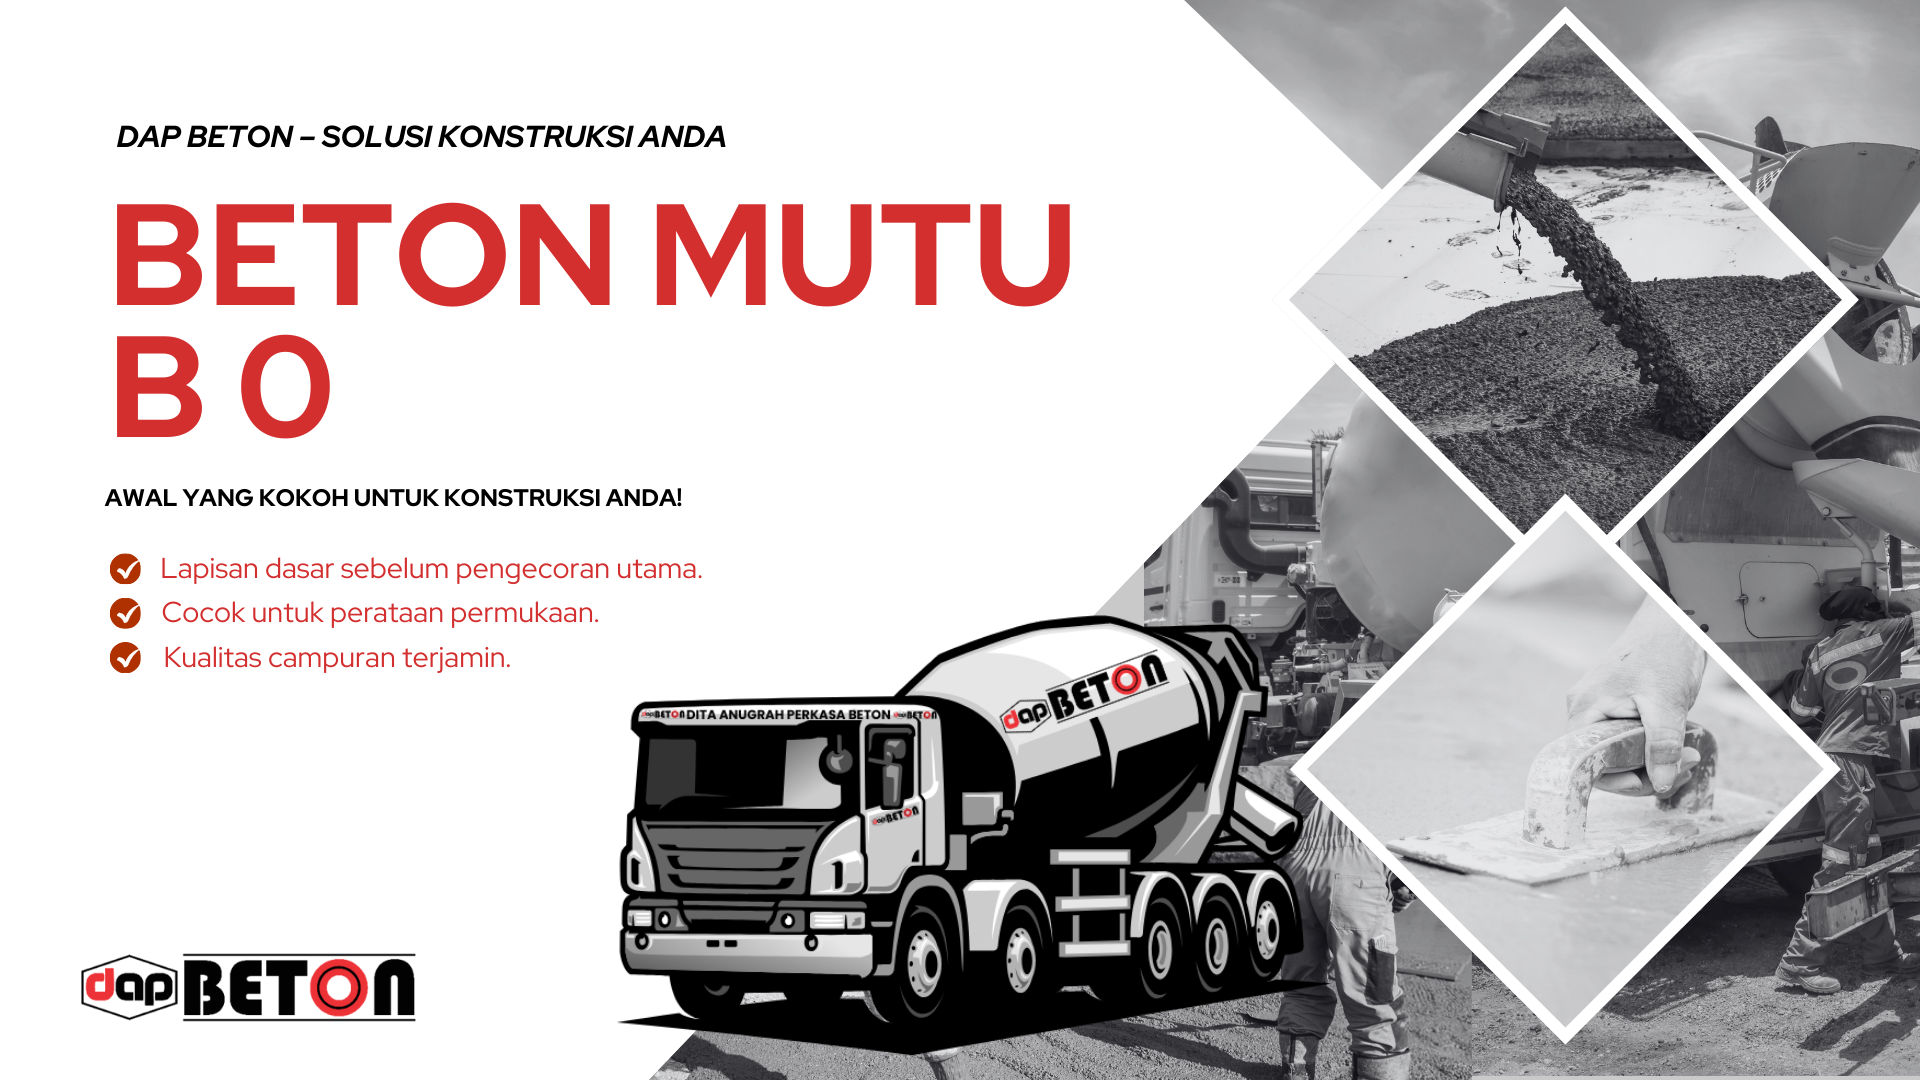 DAP BETON – SOLUSI KONSTRUKSI ANDA
BETON MUTU
B 0
AWAL YANG KOKOH UNTUK KONSTRUKSI ANDA!
Lapisan dasar sebelum pengecoran utama.
Cocok untuk perataan permukaan.
Kualitas campuran terjamin.
dap BETON
dap BETON DITA ANUGRAH PERKASA BETON dap BETON
dap BETON
dap BETON